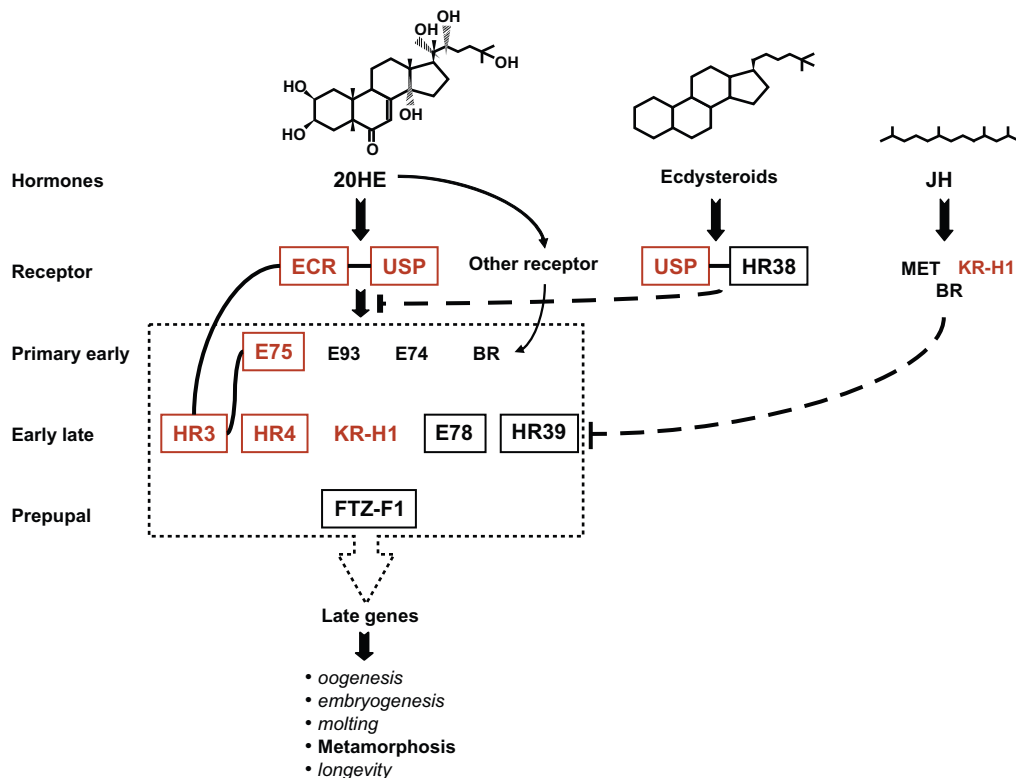 OH
OH
OH
HO
OH
HO
O
Hormones 20HE Ecdysteroids JH
Receptor ECR USP Other receptor USP HR38 MET KR-H1
BR
Primary early E75 E93 E74 BR
Early late HR3 HR4 KR-H1 E78 HR39
Prepupal FTZ-F1
Late genes
• oogenesis
• embryogenesis
• molting
• Metamorphosis
• longevity